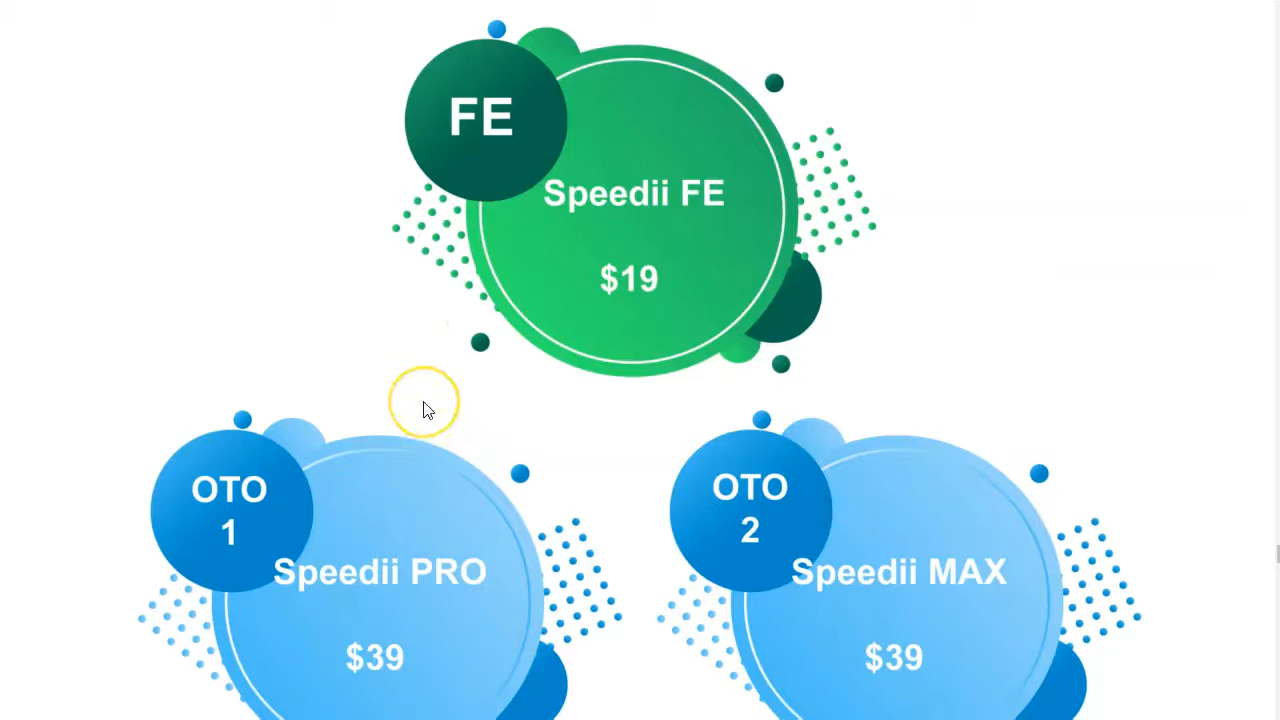 FE
Speedii FE
$19
OTO
1
Speedii PRO
$39
OTO
2
Speedii MAX
$39